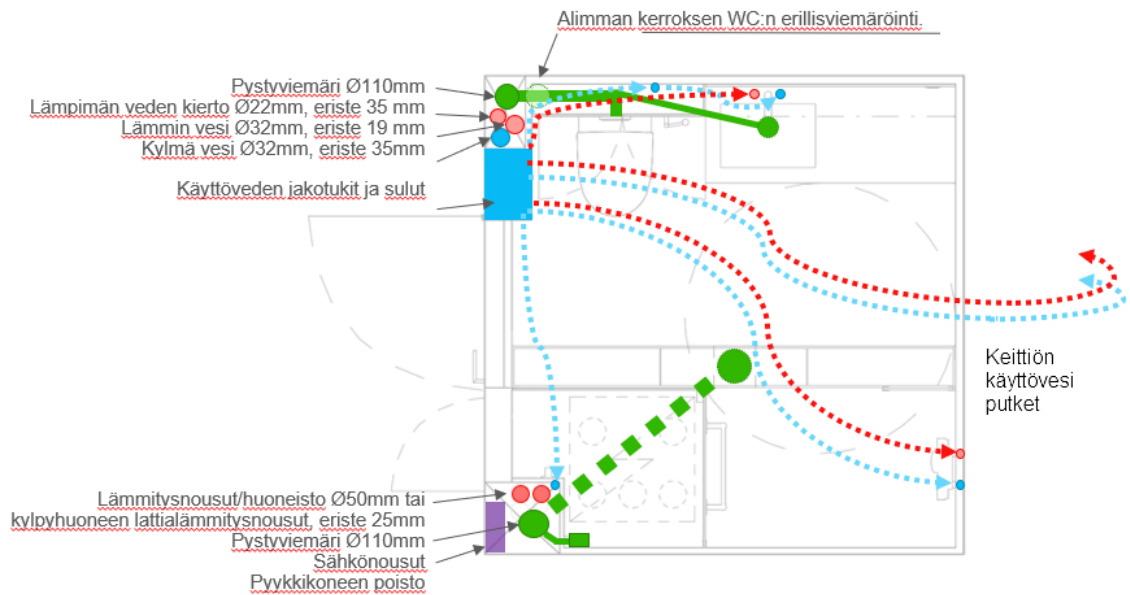 Alimman kerroksen WC:n erillisviemäröinti.
Pystyviemäri Ø110mm
Lämpimän veden kierto Ø22mm, eriste 35 mm
Lämmin vesi Ø32mm, eriste 19 mm
Kylmä vesi Ø32mm, eriste 35mm
Käyttöveden jakotukit ja sulut
Keittiön
käyttövesi
putket
Lämmitysnousut/huoneisto Ø50mm tai
kylpyhuoneen lattialämmitysnousut, eriste 25mm
Pystyviemäri Ø110mm
Sähkönousut
Pyykkikoneen poisto